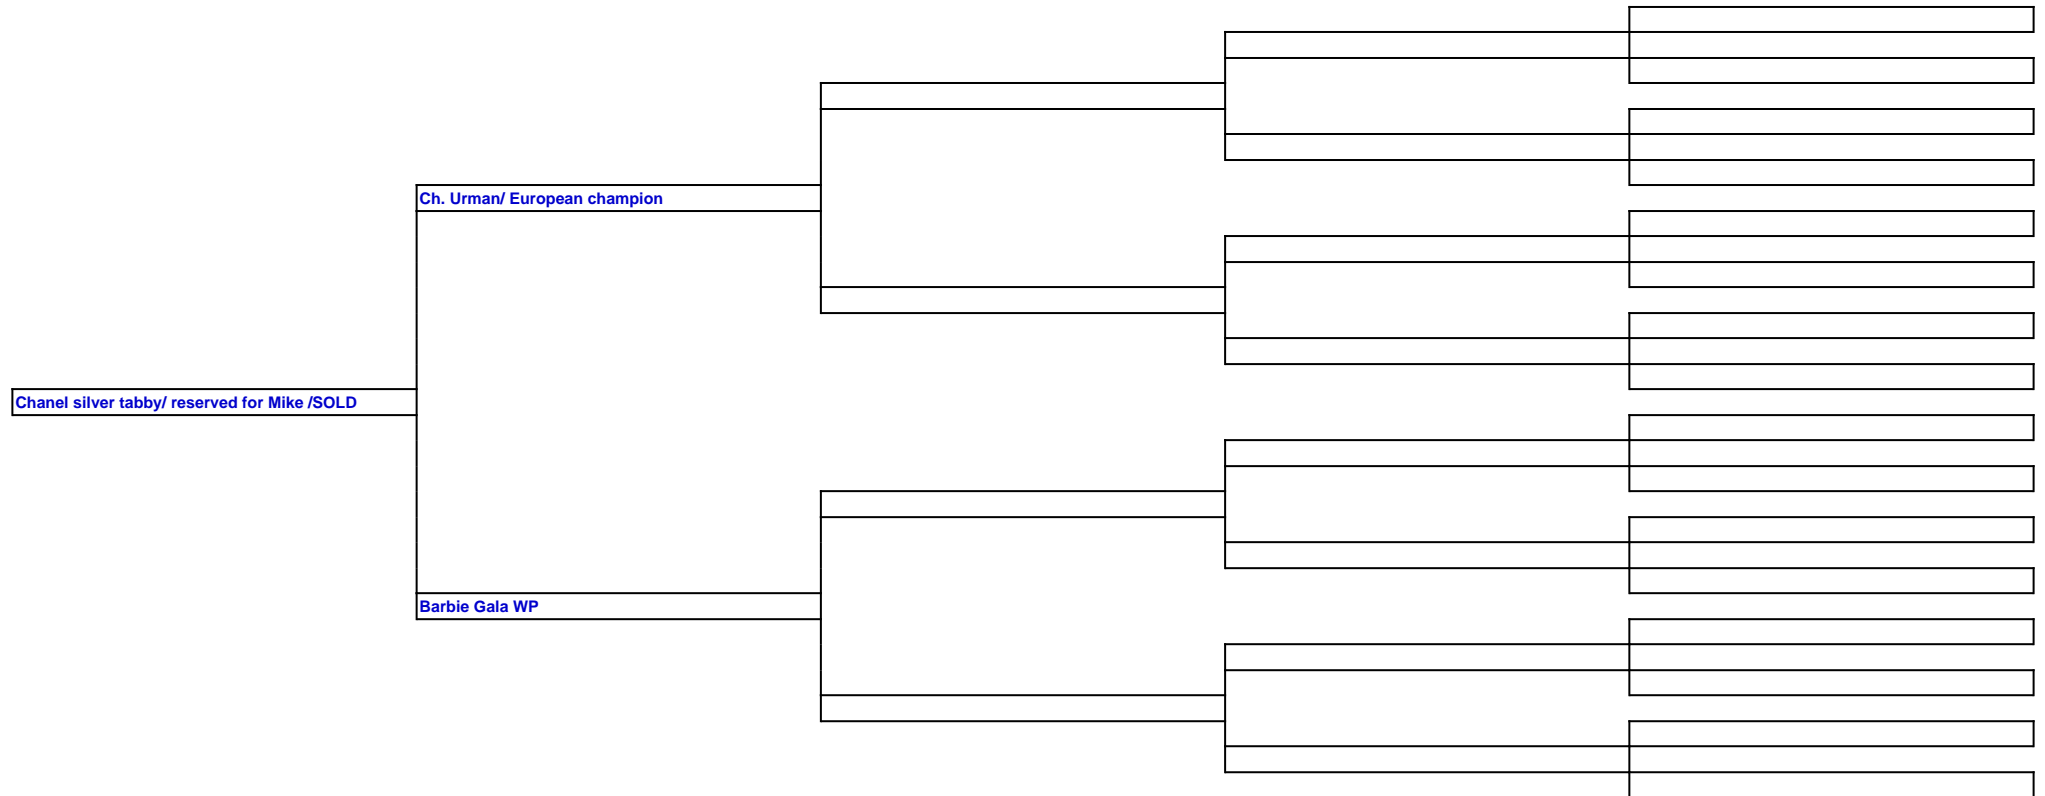 Ch. Urman/ European champion
Chanel silver tabby/ reserved for Mike /SOLD
Barbie Gala WP